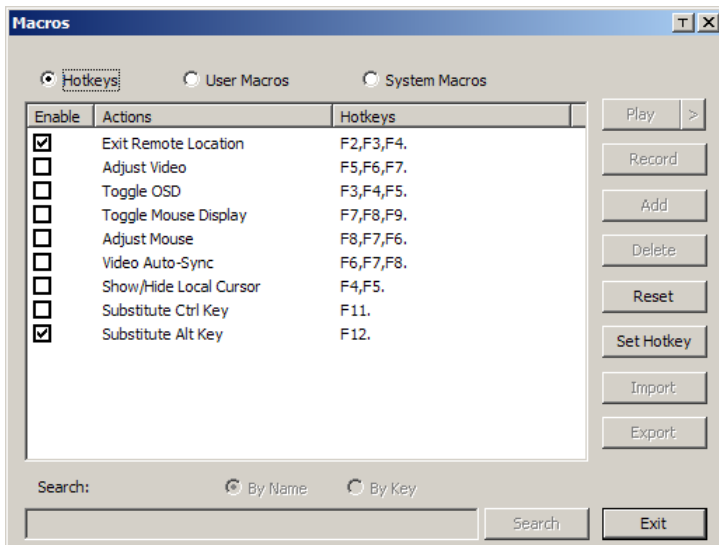 Macros
Hotkeys User Macros System Macros
Enable Actions Hotkeys
Exit Remote Location F2,F3,F4.
Adjust Video F5,F6,F7.
Toggle OSD F3,F4,F5.
Toggle Mouse Display F7,F8,F9.
Adjust Mouse F8,F7,F6.
Video Auto-Sync F6,F7,F8.
Show/Hide Local Cursor F4,F5.
Substitute Ctrl Key F11.
Substitute Alt Key F12.
Play >
Record
Add
Delete
Reset
Set Hotkey
Import
Export
Search: By Name By Key
Search Exit